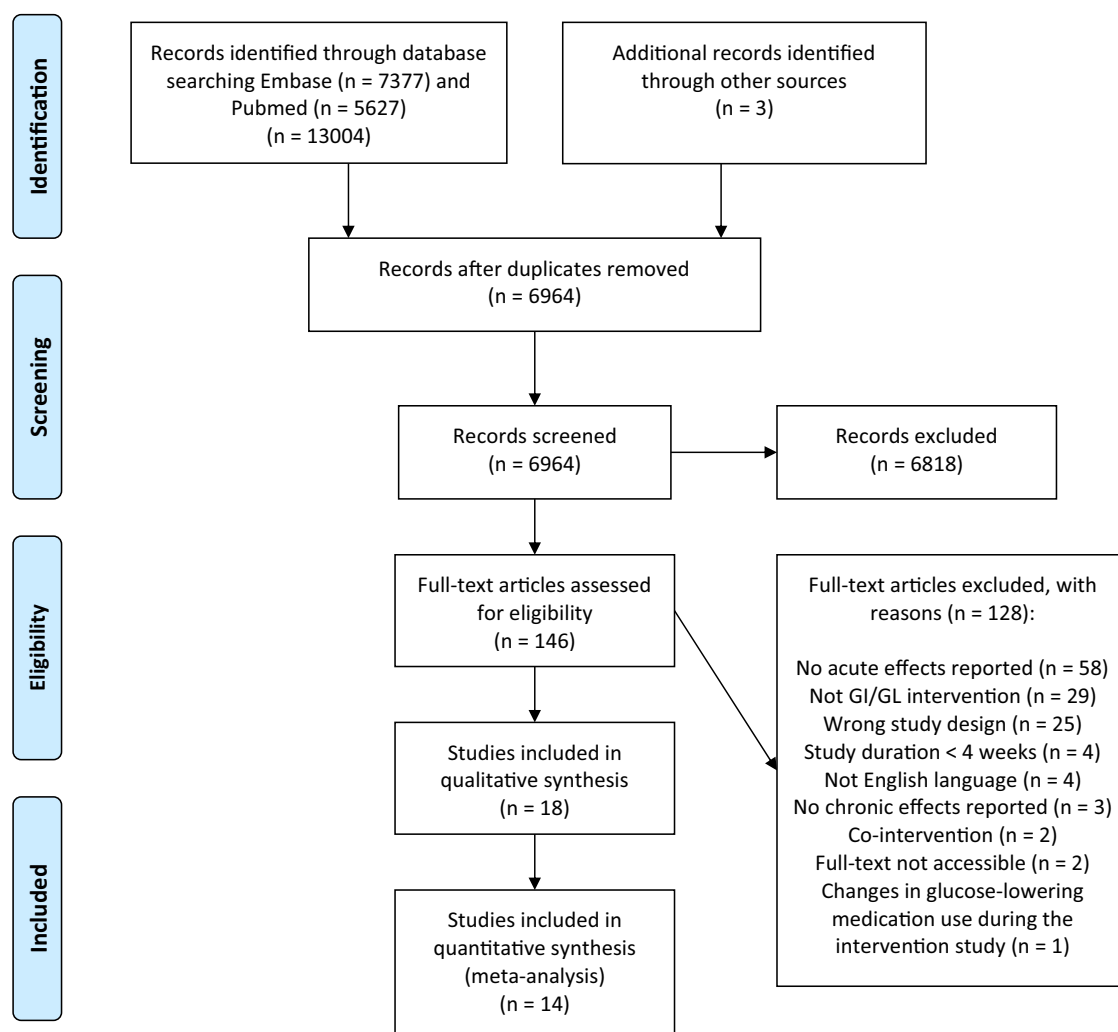 Identification
Records identified through database
searching Embase (n = 7377) and
Pubmed (n = 5627)
(n = 13004)
Additional records identified
through other sources
(n = 3)
Records after duplicates removed
(n = 6964)
Screening
Records screened
(n = 6964)
Records excluded
(n = 6818)
Eligibility
Full-text articles assessed
for eligibility
(n = 146)
Full-text articles excluded, with
reasons (n = 128):
No acute effects reported (n = 58)
Not GI/GL intervention (n = 29)
Wrong study design (n = 25)
Study duration < 4 weeks (n = 4)
Not English language (n = 4)
No chronic effects reported (n = 3)
Co-intervention (n = 2)
Full-text not accessible (n = 2)
Changes in glucose-lowering
medication use during the
intervention study (n = 1)
Studies included in
qualitative synthesis
(n = 18)
Included
Studies included in
quantitative synthesis
(meta-analysis)
(n = 14)